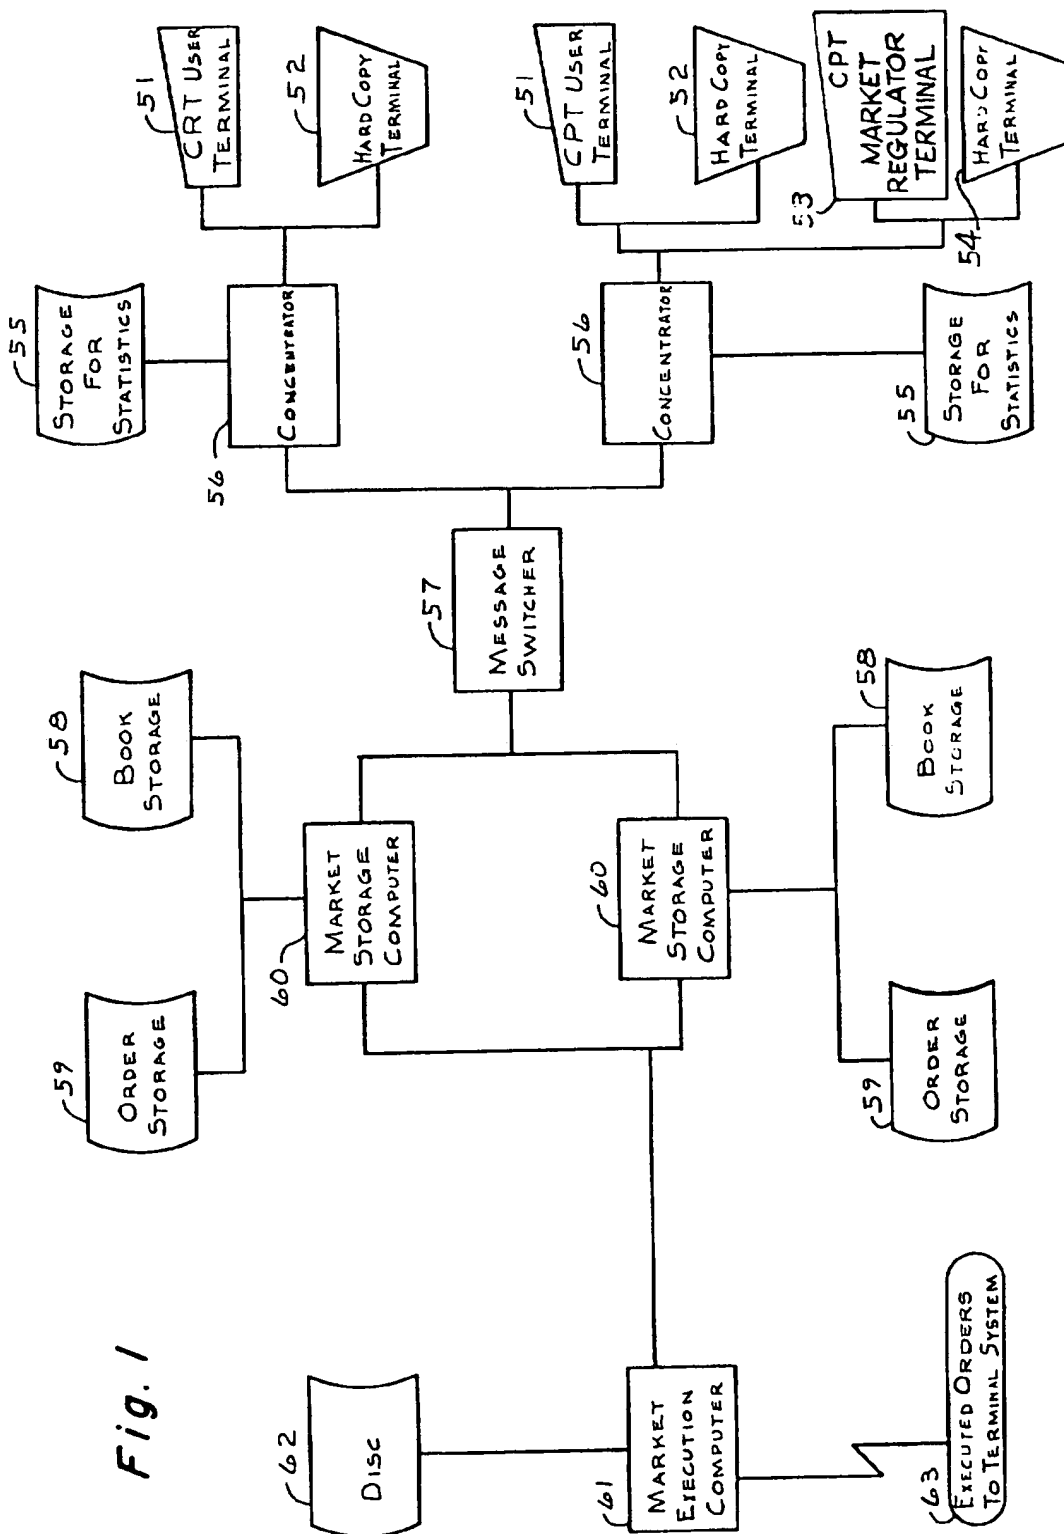 Fig. 1
62
DISC
61
MARKET
EXECUTION
COMPUTER
63
EXECUTED ORDERS
TO TERMINAL SYSTEM
59
ORDER
STORAGE
58
BOOK
STORAGE
60
MARKET
STORAGE
COMPUTER
60
MARKET
STORAGE
COMPUTER
59
ORDER
STORAGE
58
BOOK
STORAGE
57
MESSAGE
SWITCHER
55
STORAGE
FOR
STATISTICS
56
CONCENTRATOR
56
CONCENTRATOR
55
STORAGE
FOR
STATISTICS
51
CRT USER
TERMINAL
52
HARD COPY
TERMINAL
51
CPT USER
TERMINAL
52
HARD COPY
TERMINAL
53
CPT
MARKET
REGULATOR
TERMINAL
54
HARD COPY
TERMINAL